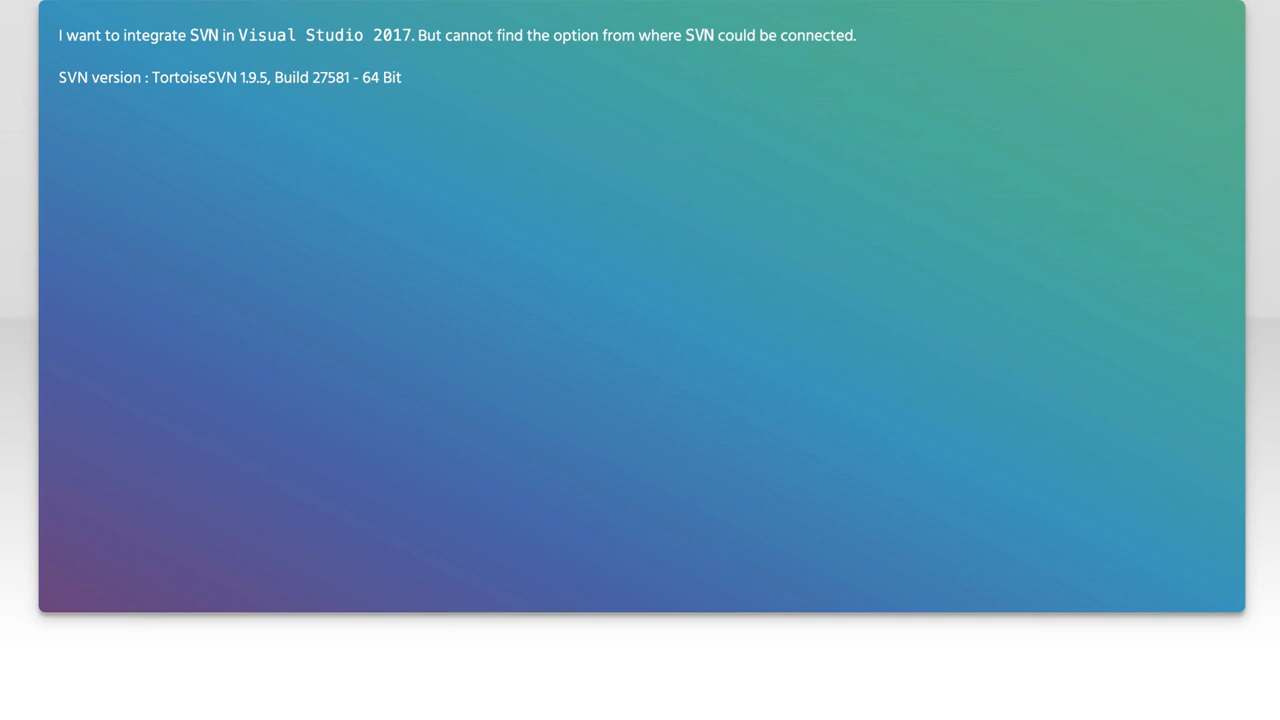 I want to integrate SVN in Visual Studio 2017. But cannot find the option from where SVN could be connected.
SVN version : TortoiseSVN 1.9.5, Build 27581 - 64 Bit